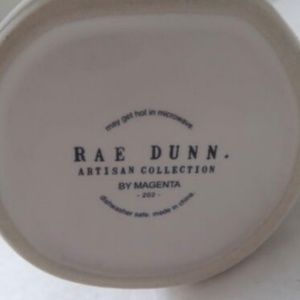 may get hot in microwave.
RAE DUNN.
ARTISAN COLLECTION
BY MAGENTA
- 202 -
dishwasher safe. made in china.